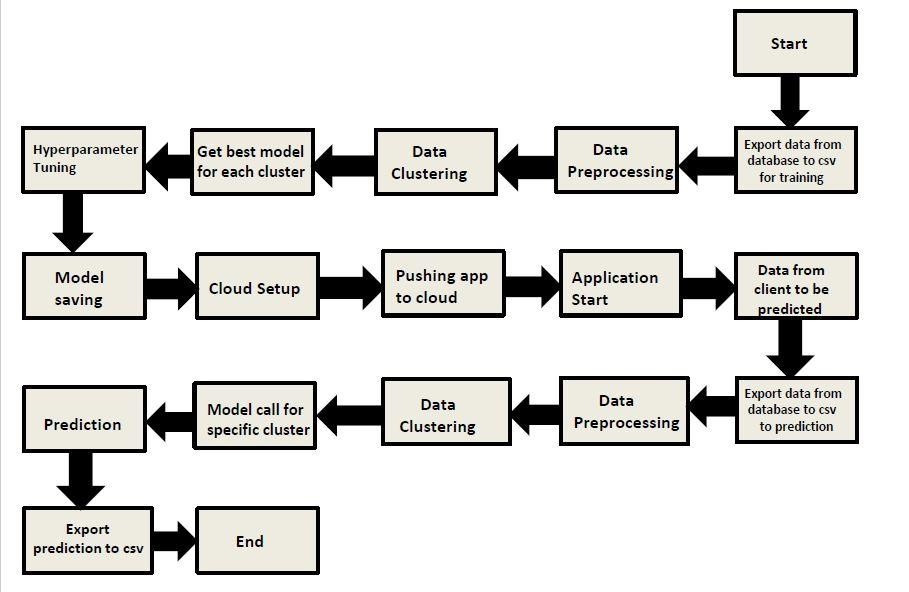 Start
Export data from
database to csv
for training
Data
Preprocessing
Data
Clustering
Get best model
for each cluster
Hyperparameter
Tuning
Model
saving
Cloud Setup
Pushing app
to cloud
Application
Start
Data from
client to be
predicted
Export data from
database to csv
to prediction
Data
Preprocessing
Data
Clustering
Model call for
specific cluster
Prediction
Export
prediction to csv
End